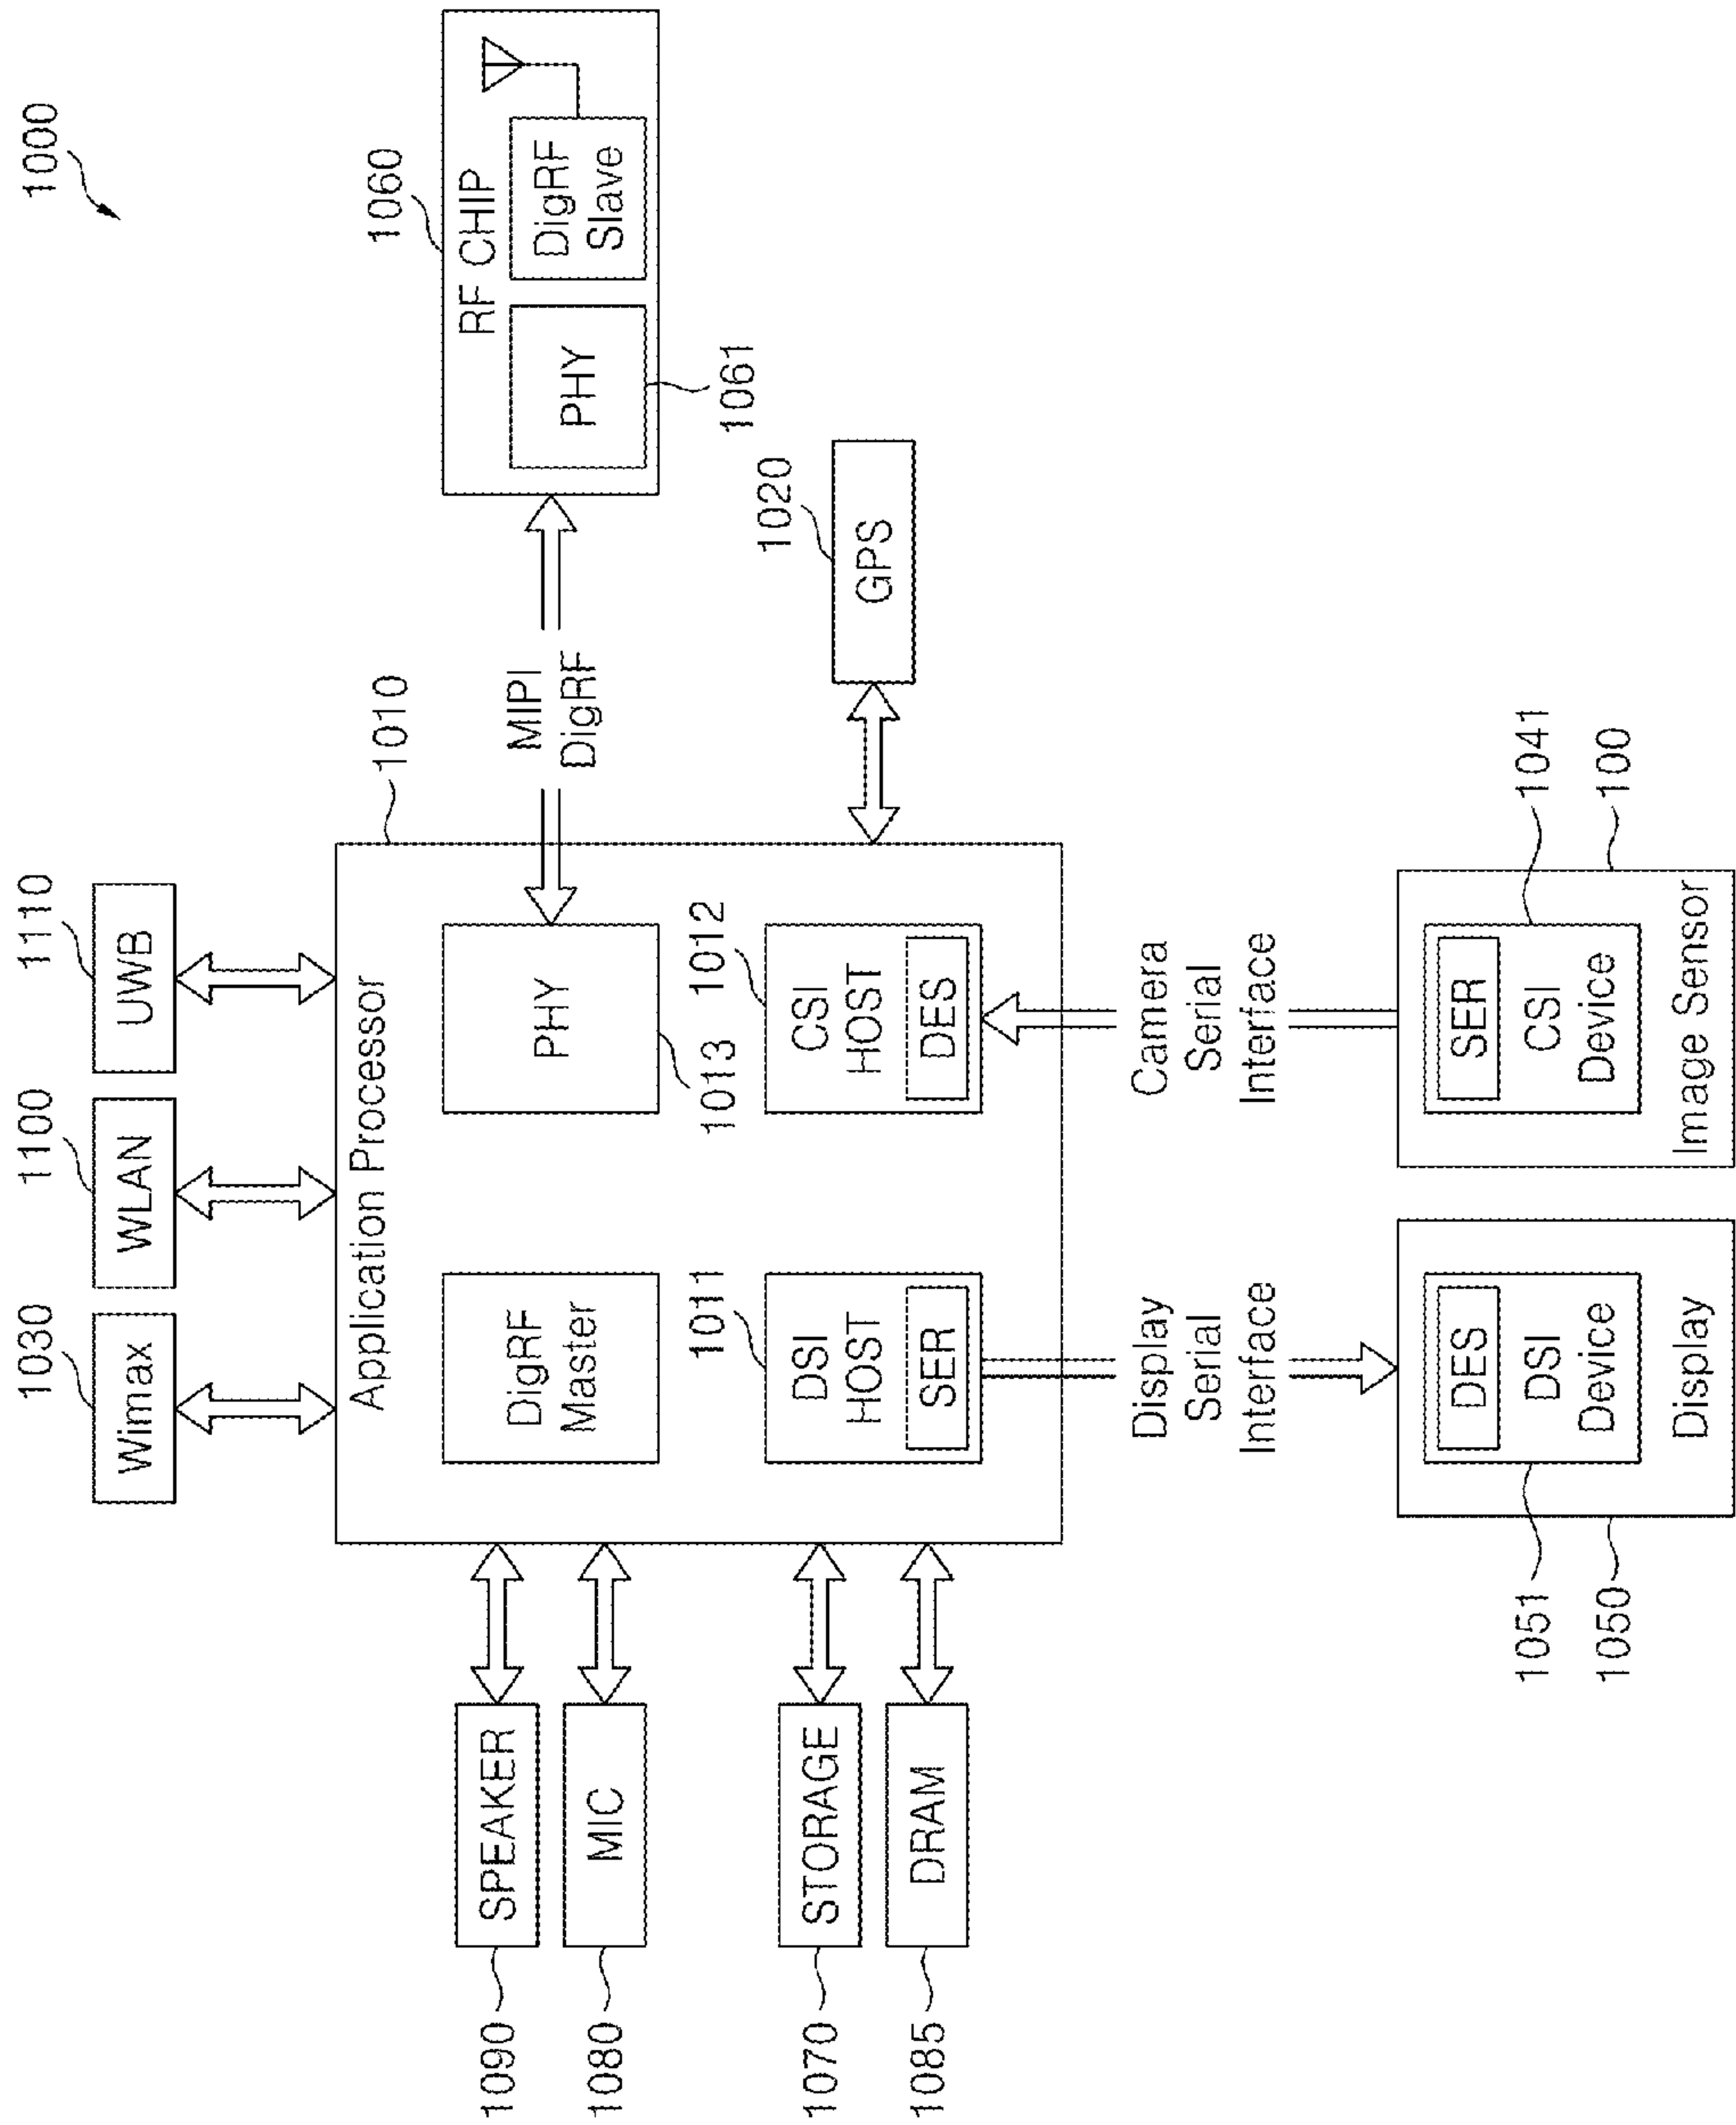 1000
1030
Wimax
1100
WLAN
1110
UWB
1010
Application Processor
DigRF
Master
PHY
1013
1011
DSI
HOST
SER
1012
CSI
HOST
DES
1090
SPEAKER
1080
MIC
1070
STORAGE
1085
DRAM
MIPI
DigRF
1060
RF CHIP
PHY
1061
DigRF
Slave
1020
GPS
Display
Serial
Interface
Camera
Serial
Interface
1051
1050
DES
DSI
Device
Display
SER
CSI
Device
Image Sensor
1041
100